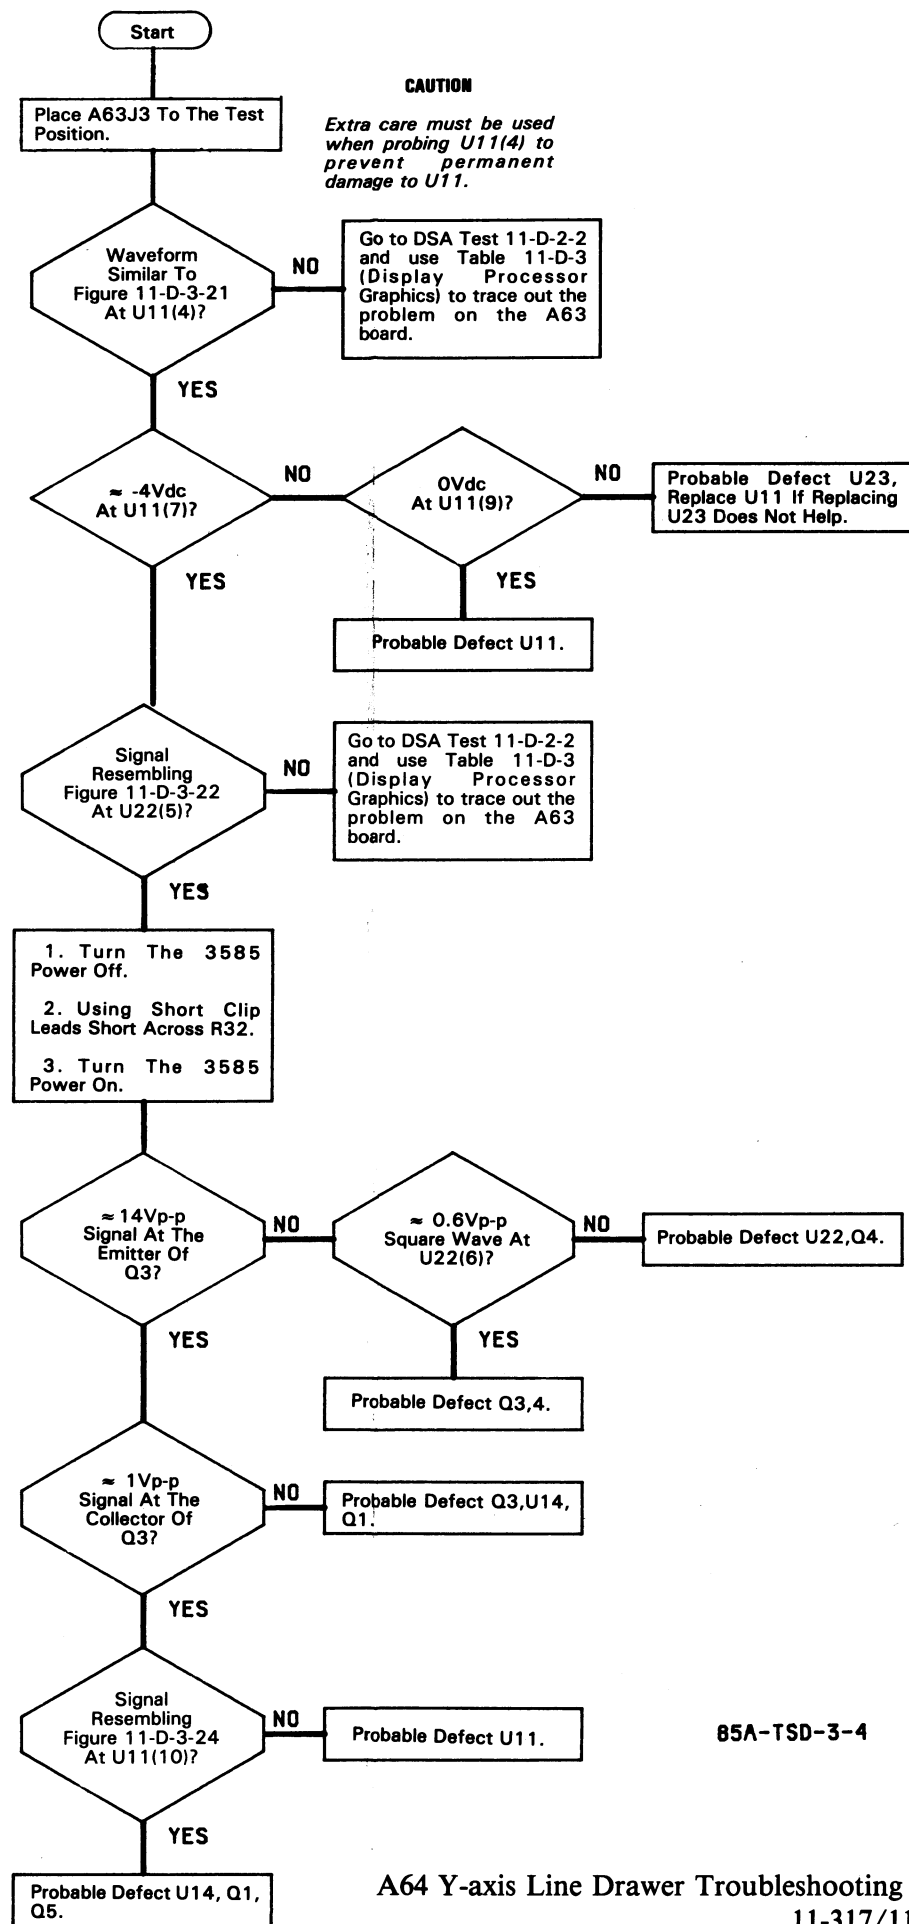 Start
Place A63J3 To The Test
Position.
CAUTION
Extra care must be used
when probing U11(4) to
prevent permanent
damage to U11.
Waveform
Similar To
Figure 11-D-3-21
At U11(4)?
NO
Go to DSA Test 11-D-2-2
and use Table 11-D-3
(Display Processor
Graphics) to trace out the
problem on the A63
board.
YES
≈ -4Vdc
At U11(7)?
NO
0Vdc
At U11(9)?
NO
Probable Defect U23,
Replace U11 If Replacing
U23 Does Not Help.
YES
YES
Probable Defect U11.
Signal
Resembling
Figure 11-D-3-22
At U22(5)?
NO
Go to DSA Test 11-D-2-2
and use Table 11-D-3
(Display Processor
Graphics) to trace out the
problem on the A63
board.
YES
1. Turn The 3585
Power Off.
2. Using Short Clip
Leads Short Across R32.
3. Turn The 3585
Power On.
≈ 14Vp-p
Signal At The
Emitter Of
Q3?
NO
≈ 0.6Vp-p
Square Wave At
U22(6)?
NO
Probable Defect U22,Q4.
YES
YES
Probable Defect Q3,4.
≈ 1Vp-p
Signal At The
Collector Of
Q3?
NO
Probable Defect Q3,U14,
Q1.
YES
Signal
Resembling
Figure 11-D-3-24
At U11(10)?
NO
Probable Defect U11.
85A-TSD-3-4
YES
Probable Defect U14, Q1,
Q5.
A64 Y-axis Line Drawer Troubleshooting
11-317/11